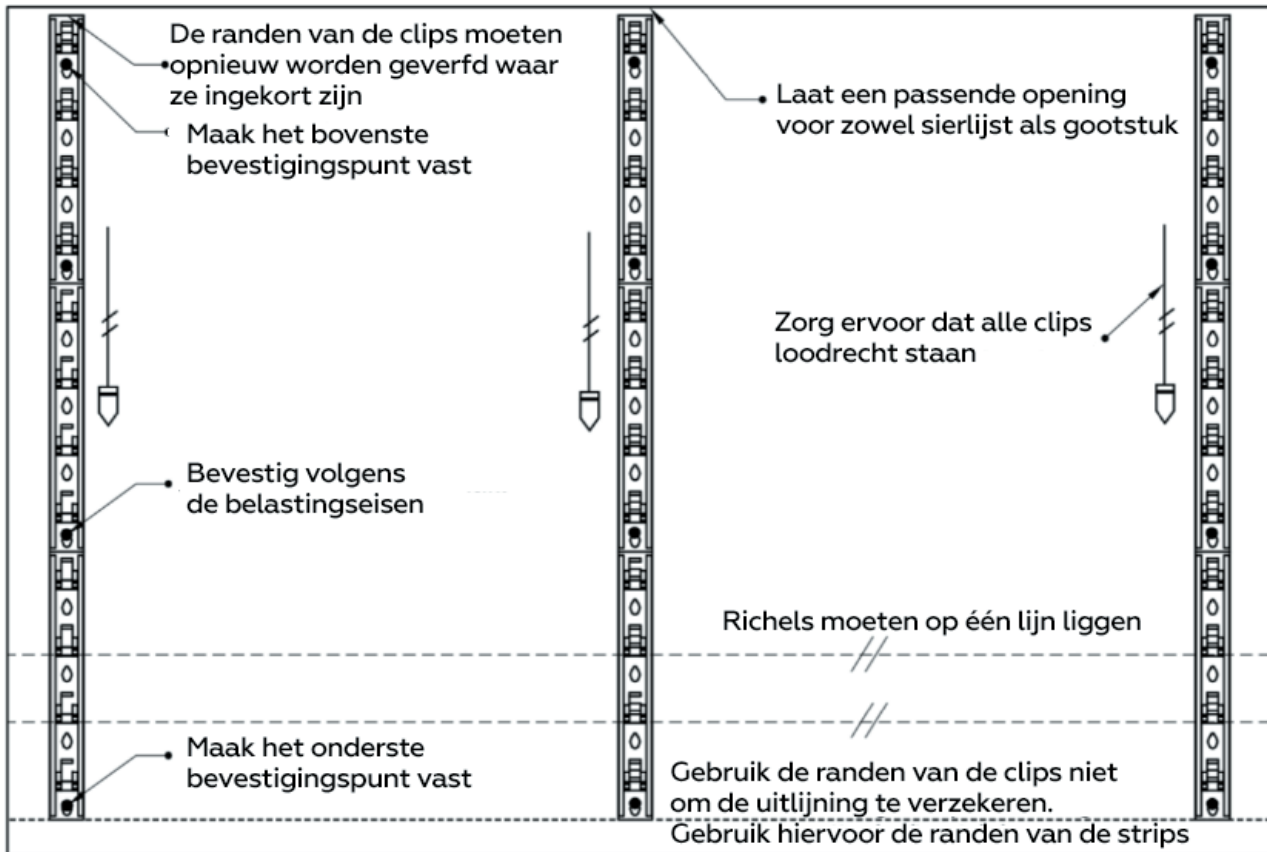 De randen van de clips moeten
opnieuw worden geverfd waar
ze ingekort zijn
Maak het bovenste
bevestigingspunt vast
Laat een passende opening
voor zowel sierlijst als gootstuk
Zorg ervoor dat alle clips
loodrecht staan
Bevestig volgens
de belastingseisen
Richels moeten op één lijn liggen
Maak het onderste
bevestigingspunt vast
Gebruik de randen van de clips niet
om de uitlijning te verzekeren.
Gebruik hiervoor de randen van de strips